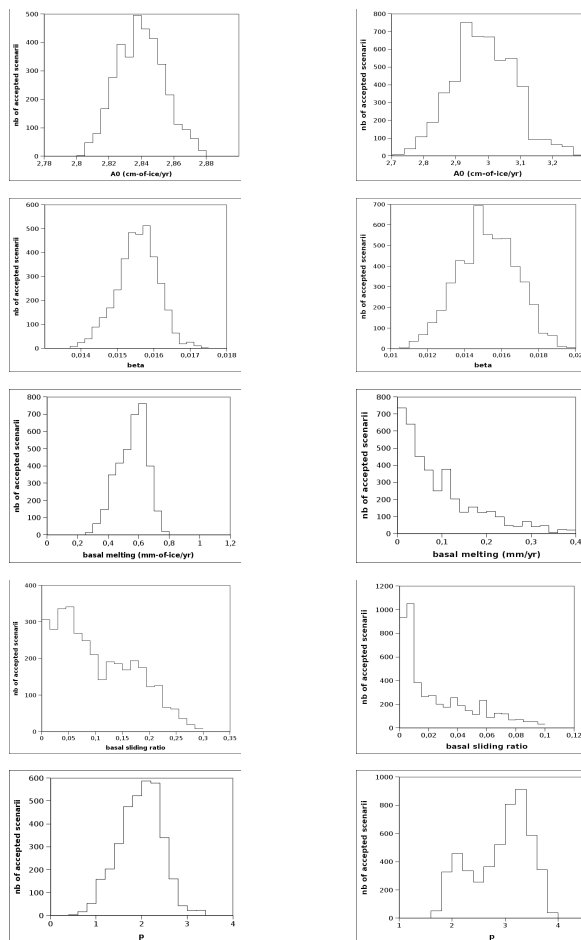 nb of accepted scenarii
500
400
300
200
100
0
2,78 2,8 2,82 2,84 2,86 2,88
A0 (cm-of-ice/yr)
nb of accepted scenarii
800
700
600
500
400
300
200
100
0
2,7 2,8 2,9 3 3,1 3,2
A0 (cm-of-ice/yr)
nb of accepted scenarii
600
500
400
300
200
100
0
0,014 0,015 0,016 0,017 0,018
beta
nb of accepted scenarii
700
600
500
400
300
200
100
0
0,01 0,012 0,014 0,016 0,018 0,02
beta
nb of accepted scenarii
800
700
600
500
400
300
200
100
0
0 0,2 0,4 0,6 0,8 1 1,2
basal melting (mm-of-ice/yr)
nb of accepted scenarii
800
700
600
500
400
300
200
100
0
0 0,1 0,2 0,3 0,4
basal melting (mm/yr)
nb of accepted scenarii
400
300
200
100
0
0 0,05 0,1 0,15 0,2 0,25 0,3 0,35
basal sliding ratio
nb of accepted scenarii
1200
1000
800
600
400
200
0
0 0,02 0,04 0,06 0,08 0,1 0,12
basal sliding ratio
nb of accepted scenarii
600
500
400
300
200
100
0
0 1 2 3 4
p
nb of accepted scenarii
1000
800
600
400
200
0
1 2 3 4
p